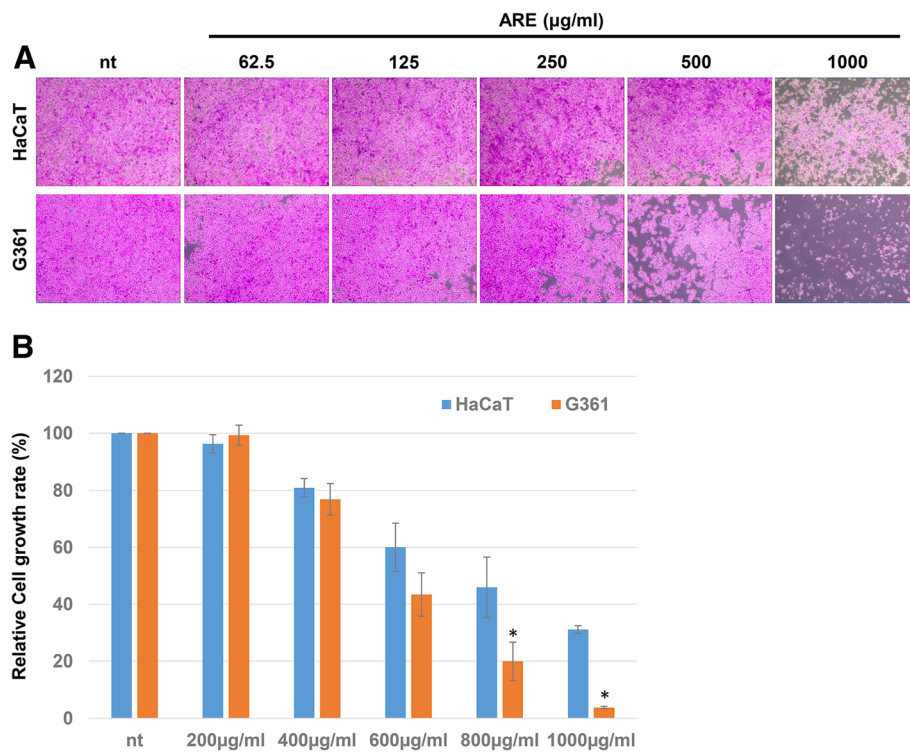 ARE (µg/ml)
A
nt 62.5 125 250 500 1000
HaCaT
G361
B
120
100
80
60
40
20
0
Relative Cell growth rate (%)
HaCaT G361
*
*
nt 200µg/ml 400µg/ml 600µg/ml 800µg/ml 1000µg/ml